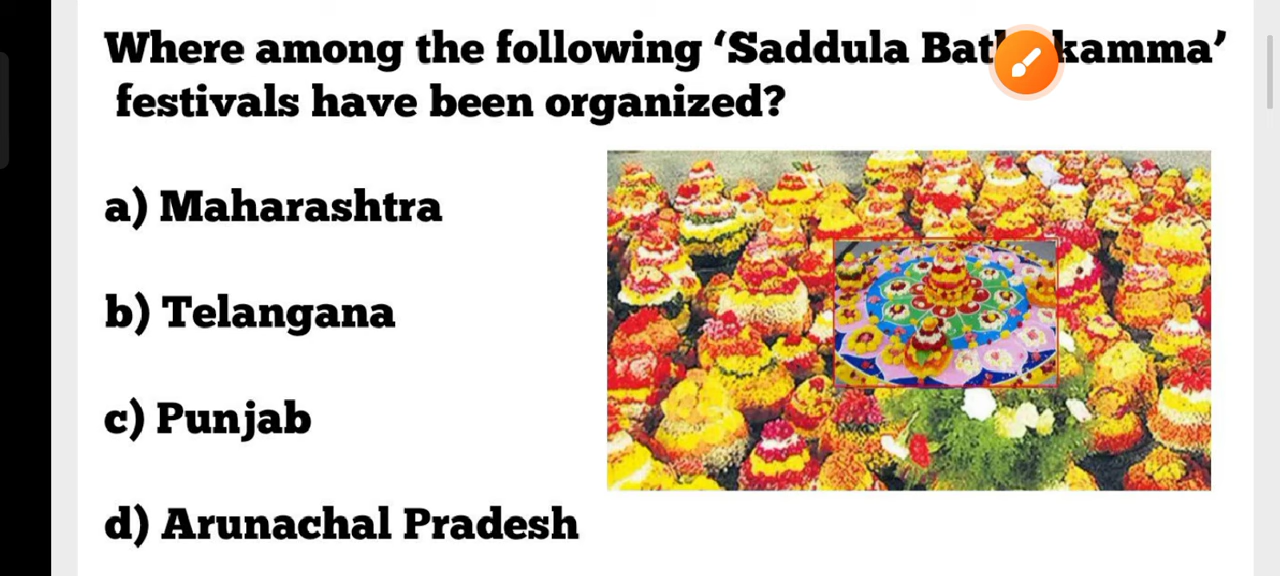 Where among the following ‘Saddula Bat kamma’
festivals have been organized?
a) Maharashtra
b) Telangana
c) Punjab
d) Arunachal Pradesh